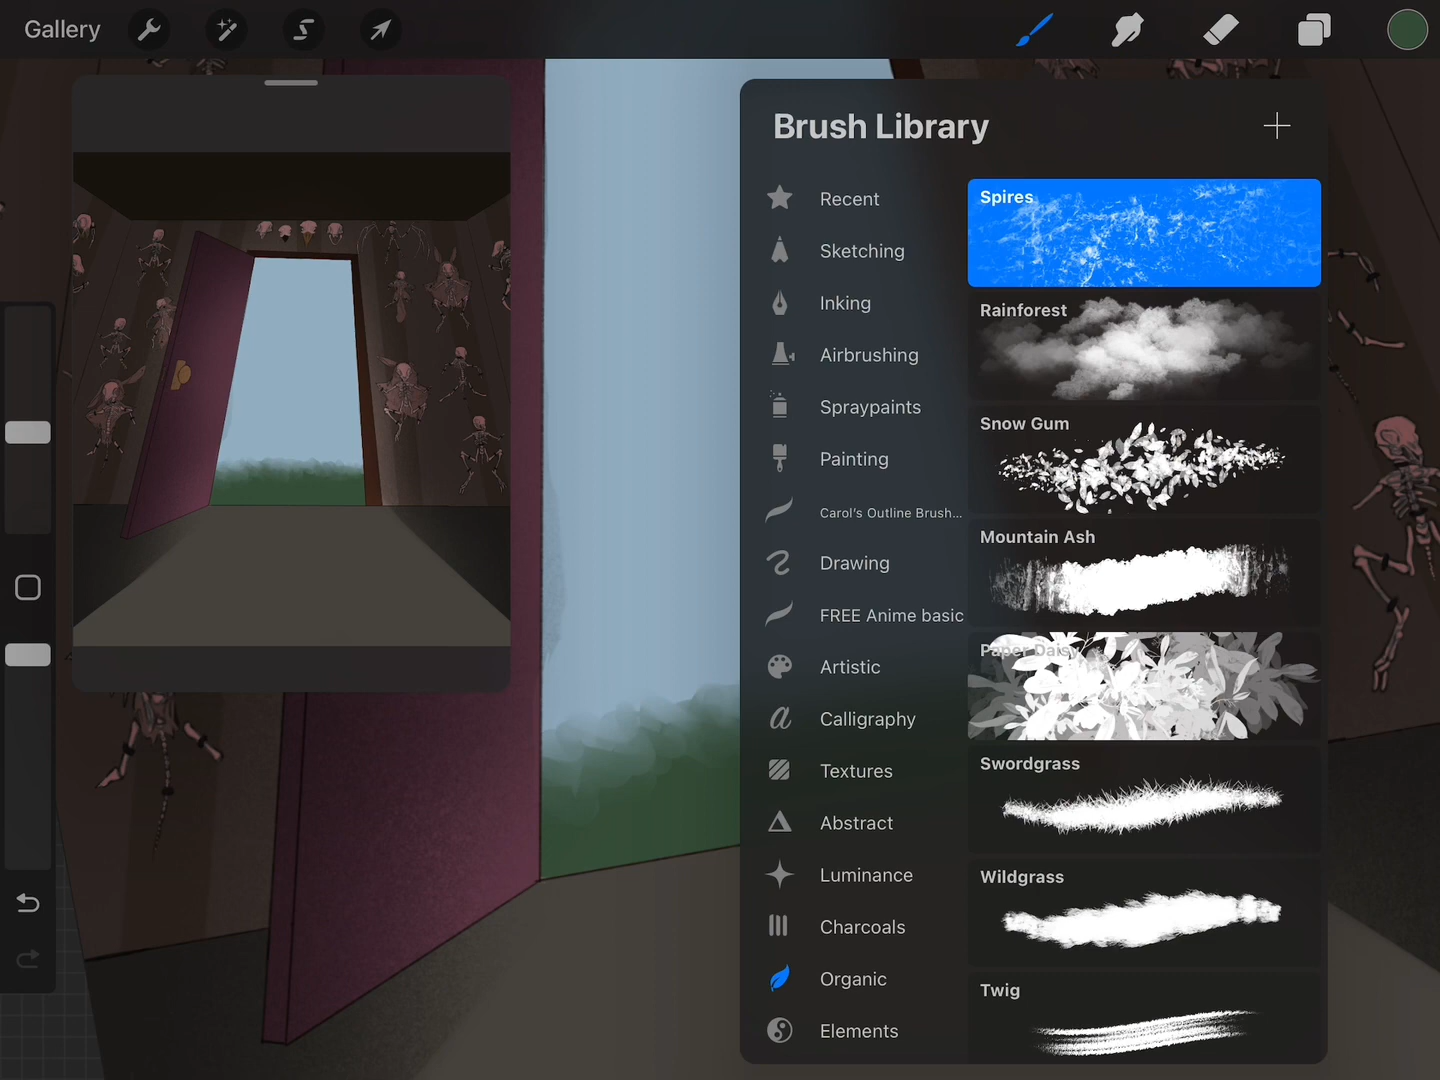 Gallery
Brush Library
Recent
Sketching
Inking
Airbrushing
Spraypaints
Painting
Carol's Outline Brush...
Drawing
FREE Anime basic
Artistic
Calligraphy
Textures
Abstract
Luminance
Charcoals
Organic
Elements
Spires
Rainforest
Snow Gum
Mountain Ash
Paper Daisy
Swordgrass
Wildgrass
Twig